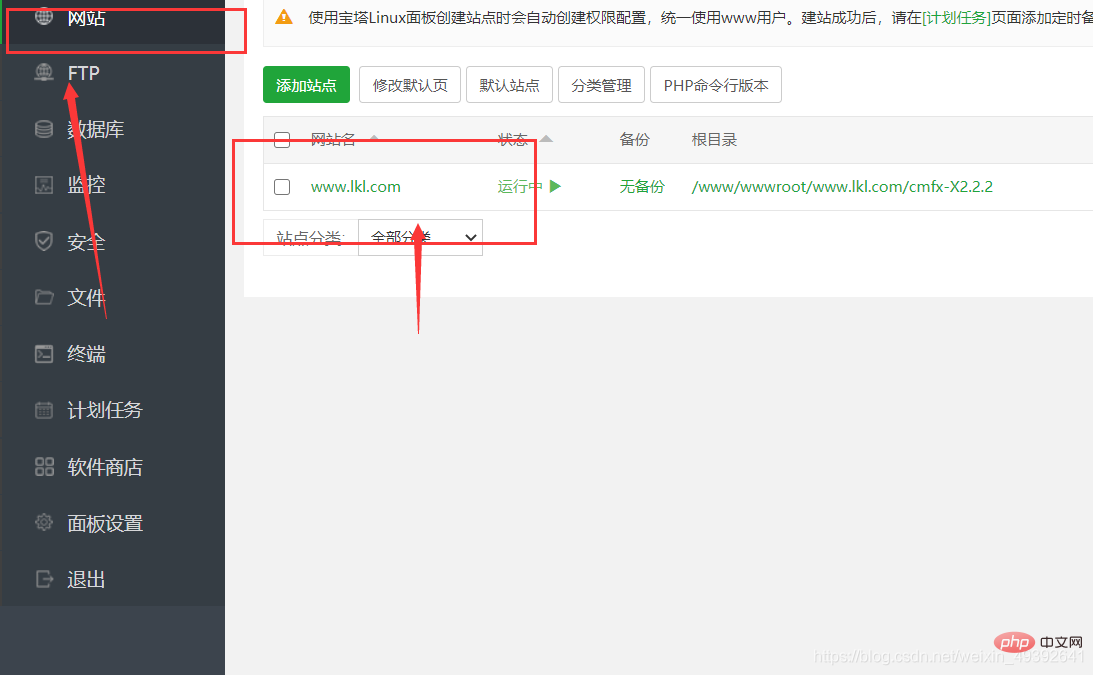 网站
FTP
数据库
监控
安全
文件
终端
计划任务
软件商店
面板设置
退出
使用宝塔Linux面板创建站点时会自动创建权限配置，统一使用www用户。建站成功后，请在[计划任务]页面添加定时备
添加站点 修改默认页 默认站点 分类管理 PHP命令行版本
网站名 状态 备份 根目录
www.lkl.com 运行中 无备份 /www/wwwroot/www.lkl.com/cmfx-X2.2.2
站点分类: 全部分类
php 中文网
https://blog.csdn.net/weixin_49392641